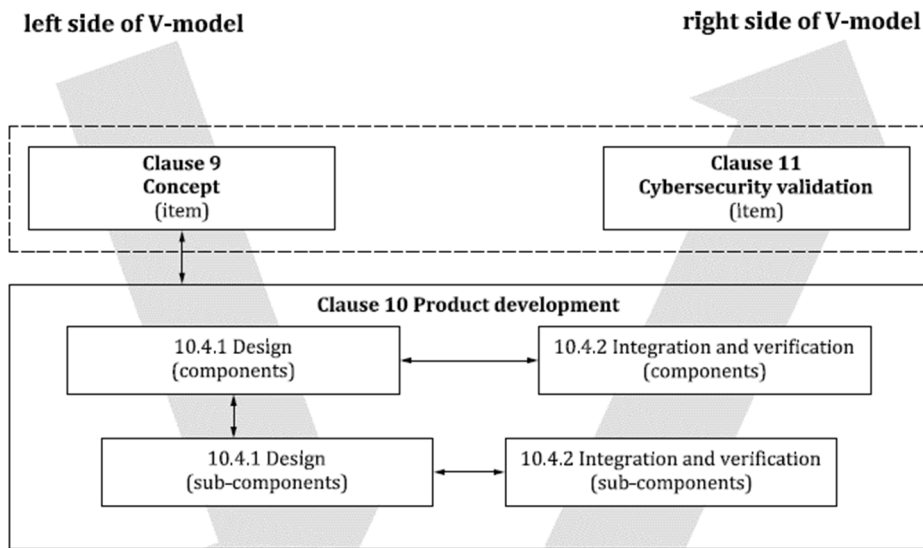 left side of V-model
right side of V-model
Clause 9
Concept
(item)
Clause 11
Cybersecurity validation
(item)
Clause 10 Product development
10.4.1 Design
(components)
10.4.2 Integration and verification
(components)
10.4.1 Design
(sub-components)
10.4.2 Integration and verification
(sub-components)